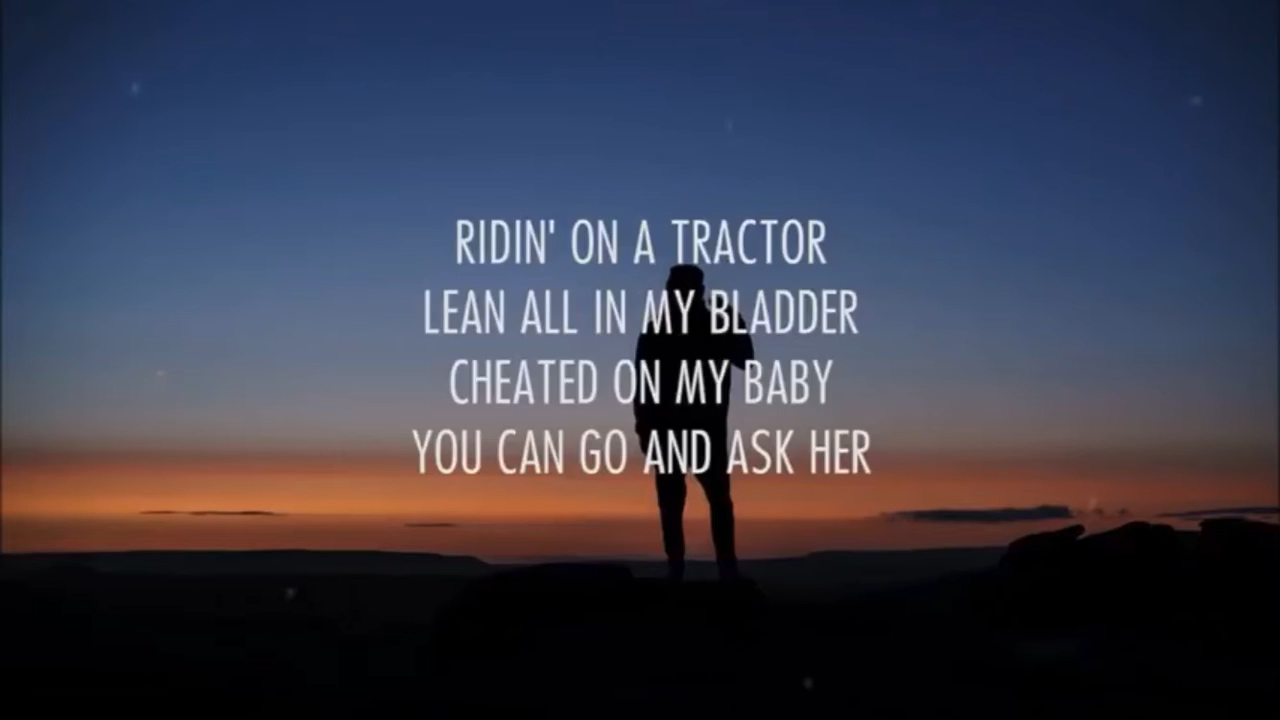 RIDIN' ON A TRACTOR
LEAN ALL IN MY BLADDER
CHEATED ON MY BABY
YOU CAN GO AND ASK HER